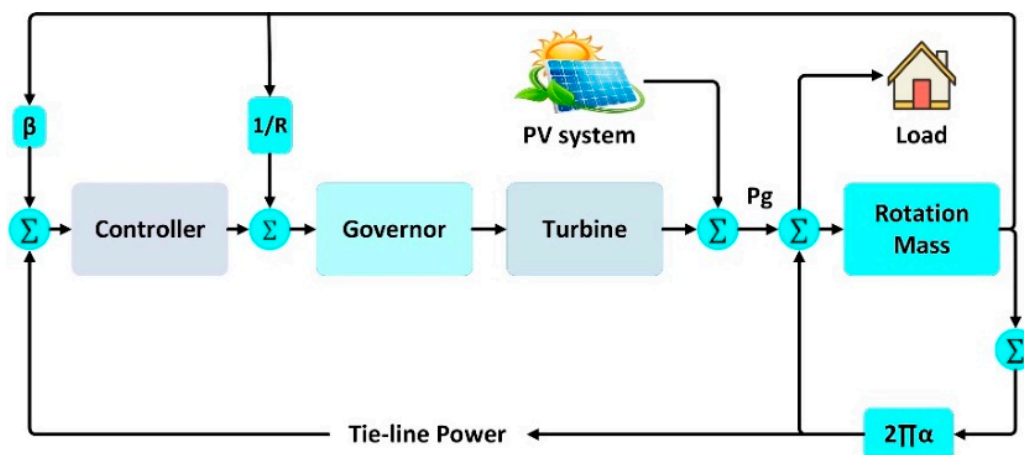 β
1/R
PV system
Load
Pg
Σ
Controller
Σ
Governor
Turbine
Σ
Σ
Rotation
Mass
Σ
Tie-line Power
2∏α